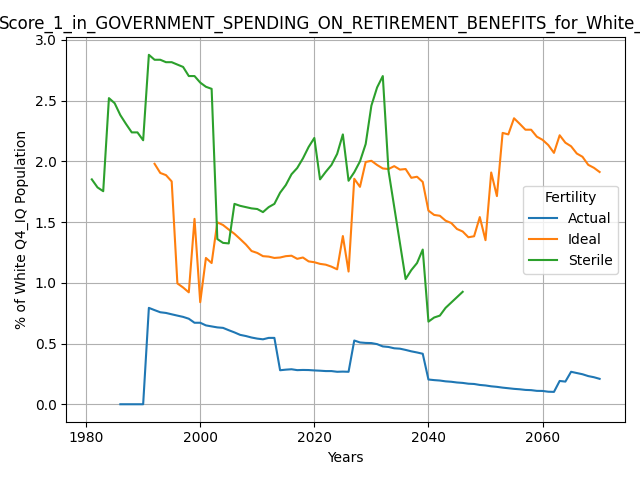 Score_1_in_GOVERNMENT_SPENDING_ON_RETIREMENT_BENEFITS_for_White_
3.0
2.5
2.0
1.5
1.0
0.5
0.0
% of White Q4_IQ Population
Fertility
Actual
Ideal
Sterile
1980 2000 2020 2040 2060
Years